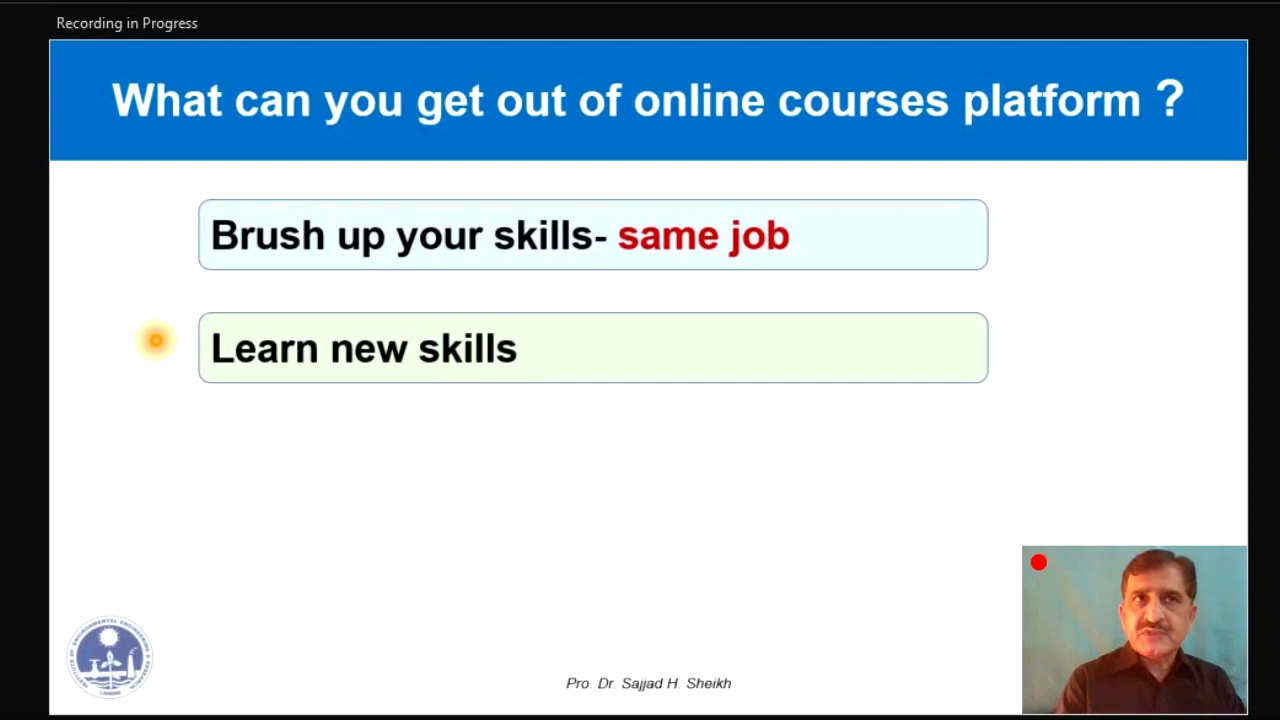 Recording in Progress
What can you get out of online courses platform ?
Brush up your skills- same job
Learn new skills
Pro. Dr. Sajjad H. Sheikh